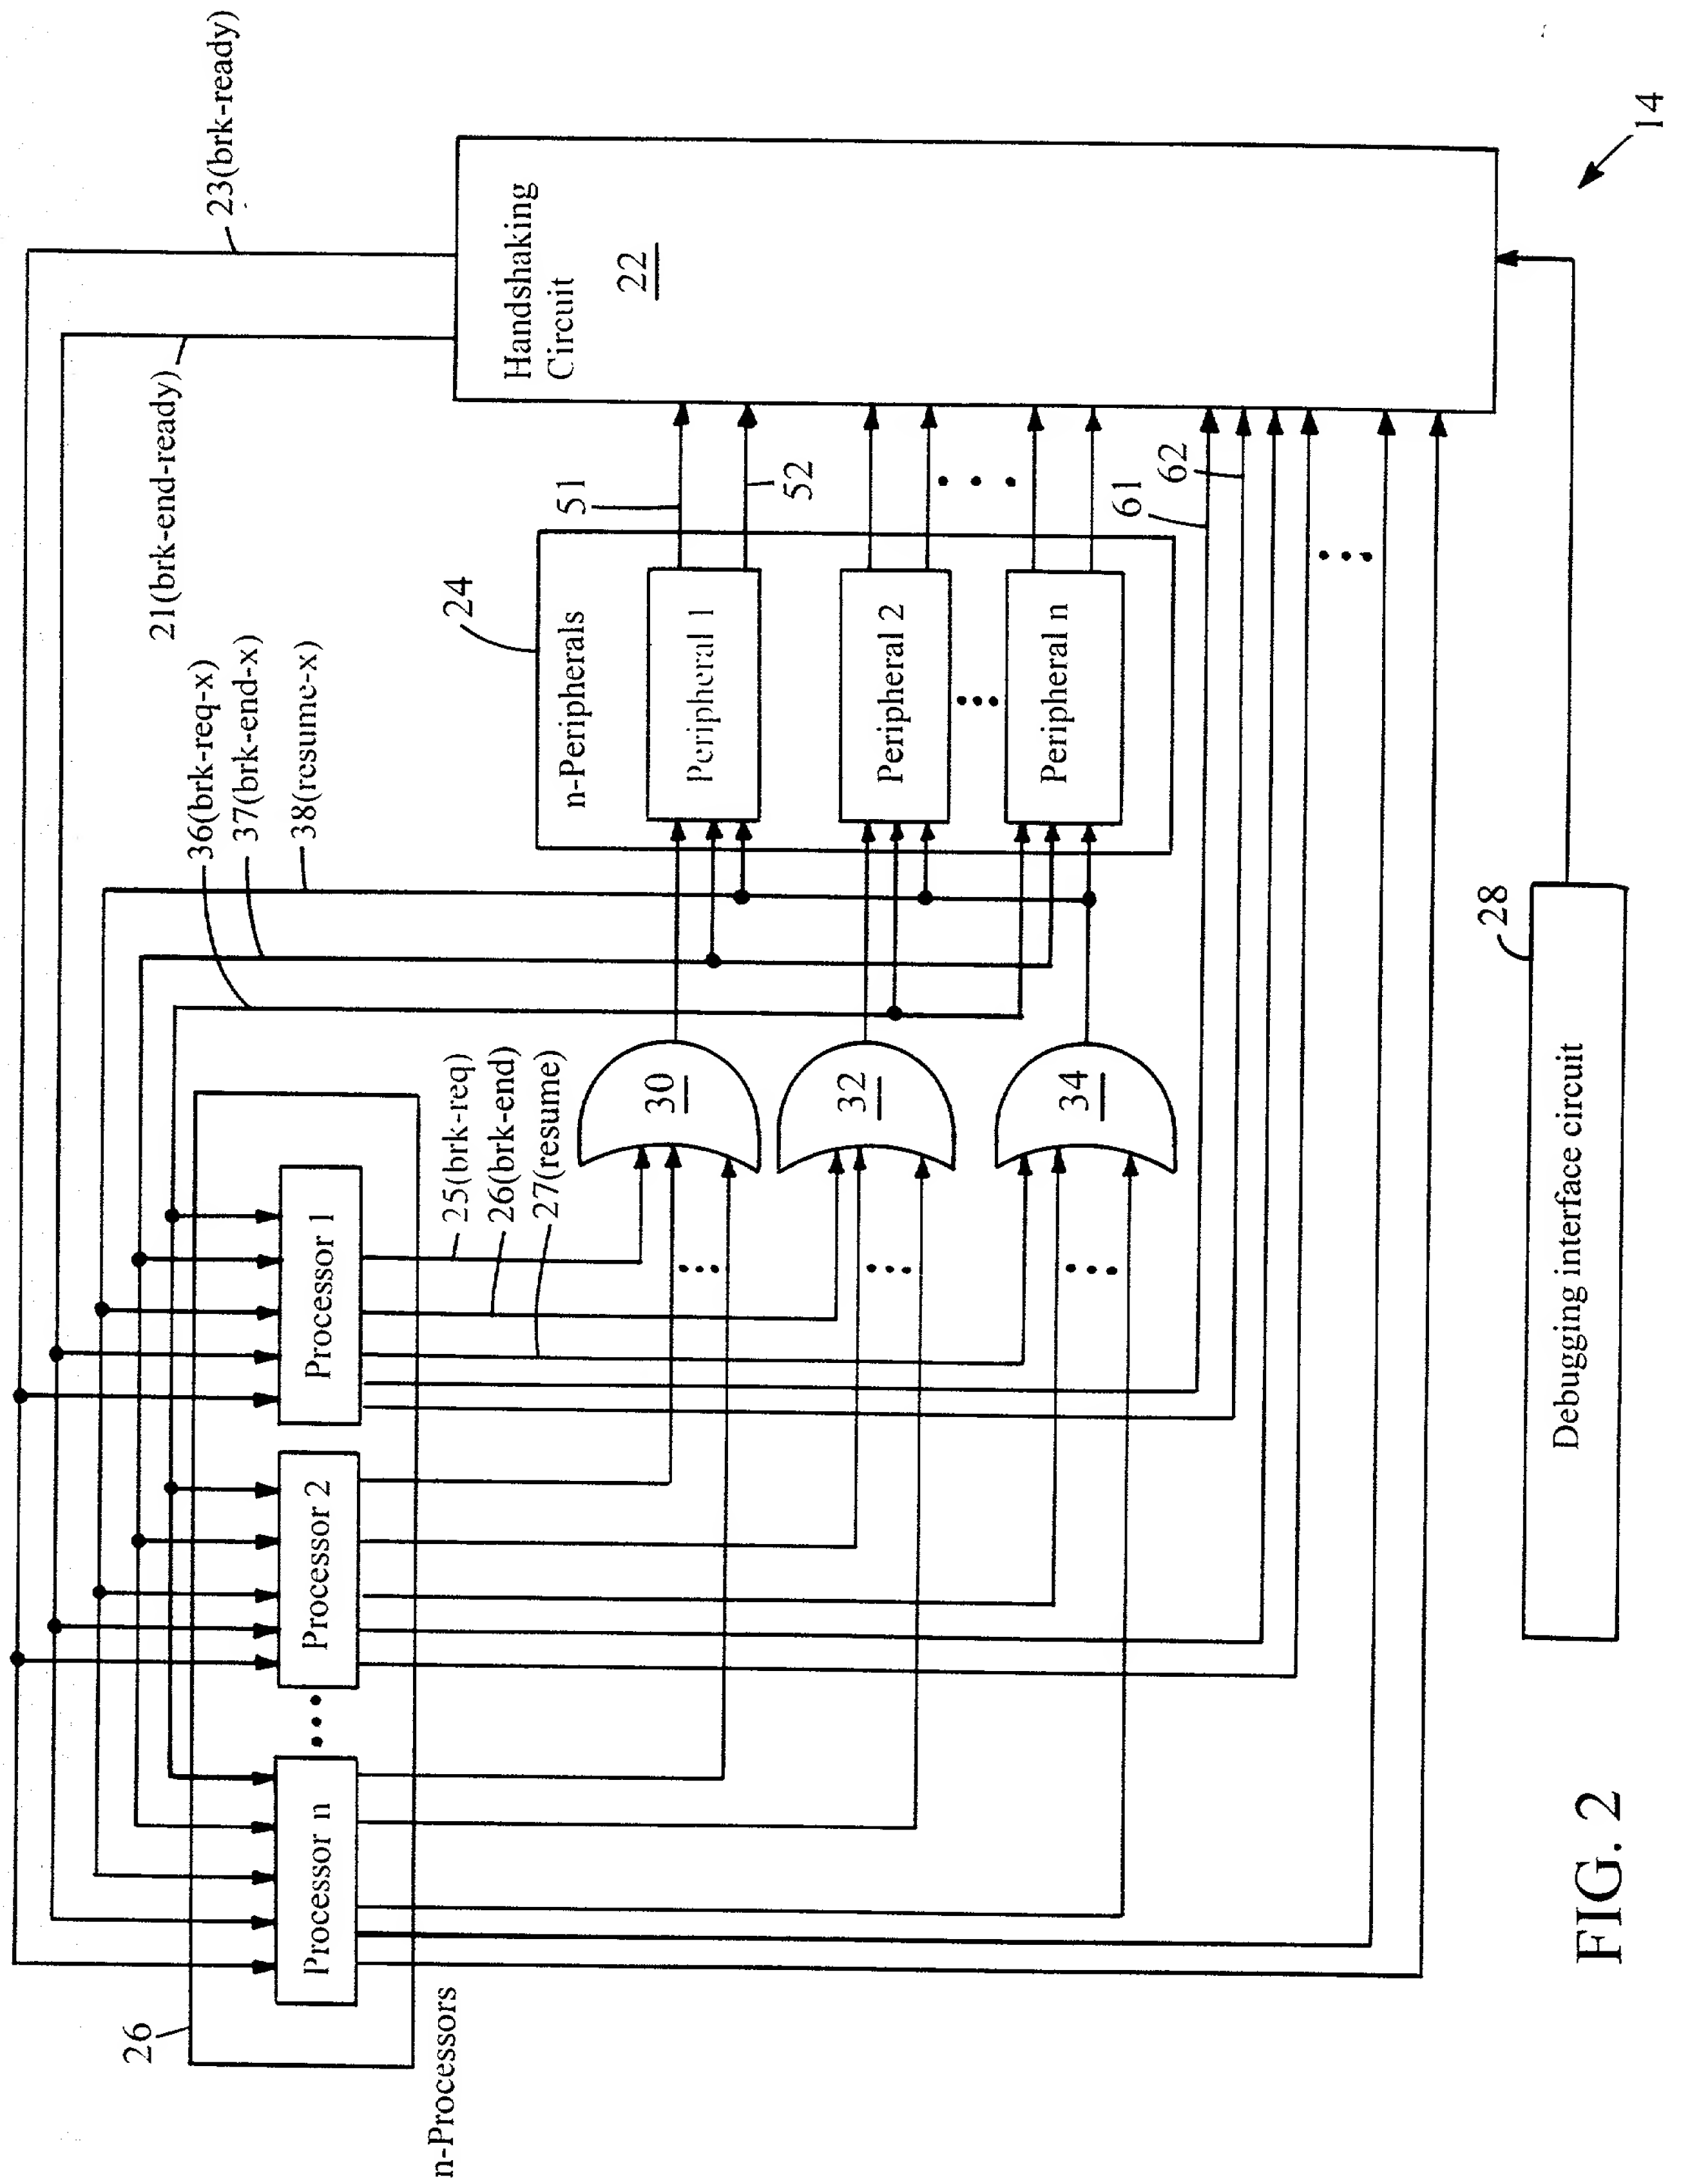 26
n-Processors
Processor n
Processor 2
Processor 1
25(brk-req)
26(brk-end)
27(resume)
36(brk-req-x)
37(brk-end-x)
38(resume-x)
21(brk-end-ready)
23(brk-ready)
30
32
34
24
n-Peripherals
Peripheral 1
Peripheral 2
Peripheral n
51
52
61
62
Handshaking
Circuit
22
28
Debugging interface circuit
14
FIG. 2